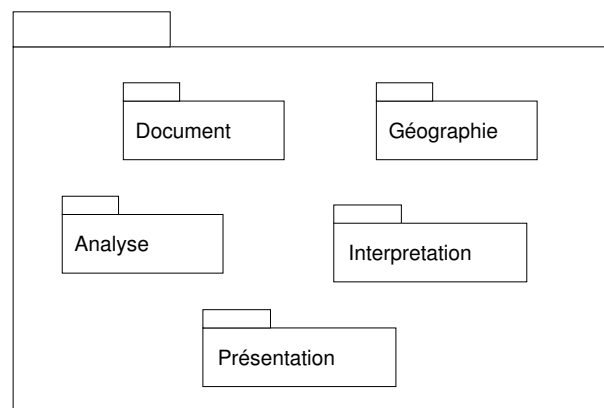 Document
Géographie
Analyse
Interpretation
Présentation